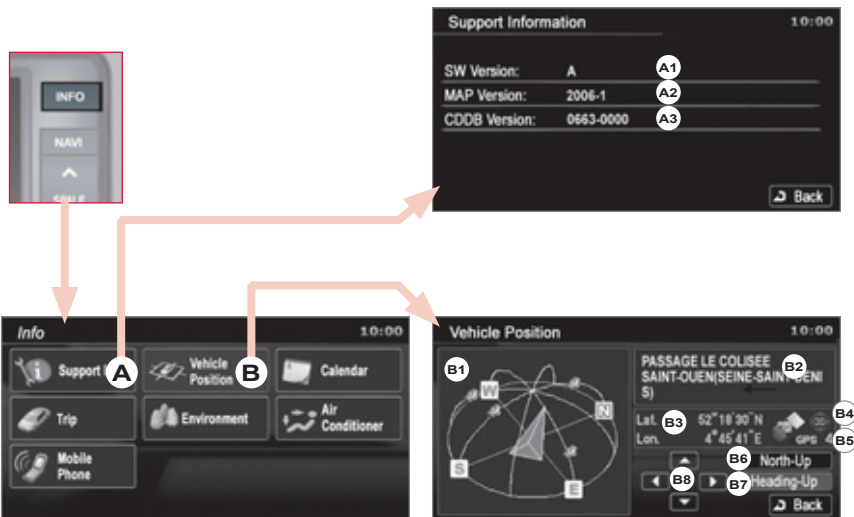 Support Information 10:00
SW Version: A A1
MAP Version: 2006-1 A2
CDDB Version: 0663-0000 A3
Back
INFO
NAVI
Info 10:00
Support A
Vehicle
Position B
Calendar
Trip
Environment
Air
Conditioner
Mobile
Phone
Vehicle Position 10:00
B1
W
N
S
E
PASSAGE LE COLISEE B2
SAINT-OUEN(SEINE-SAINT-DENI
S)
Lat. B3 52°18'30" N B4
Lon. 4°45'41" E GPS 4 B5
B6 North-Up
B8 B7 Heading-Up
Back